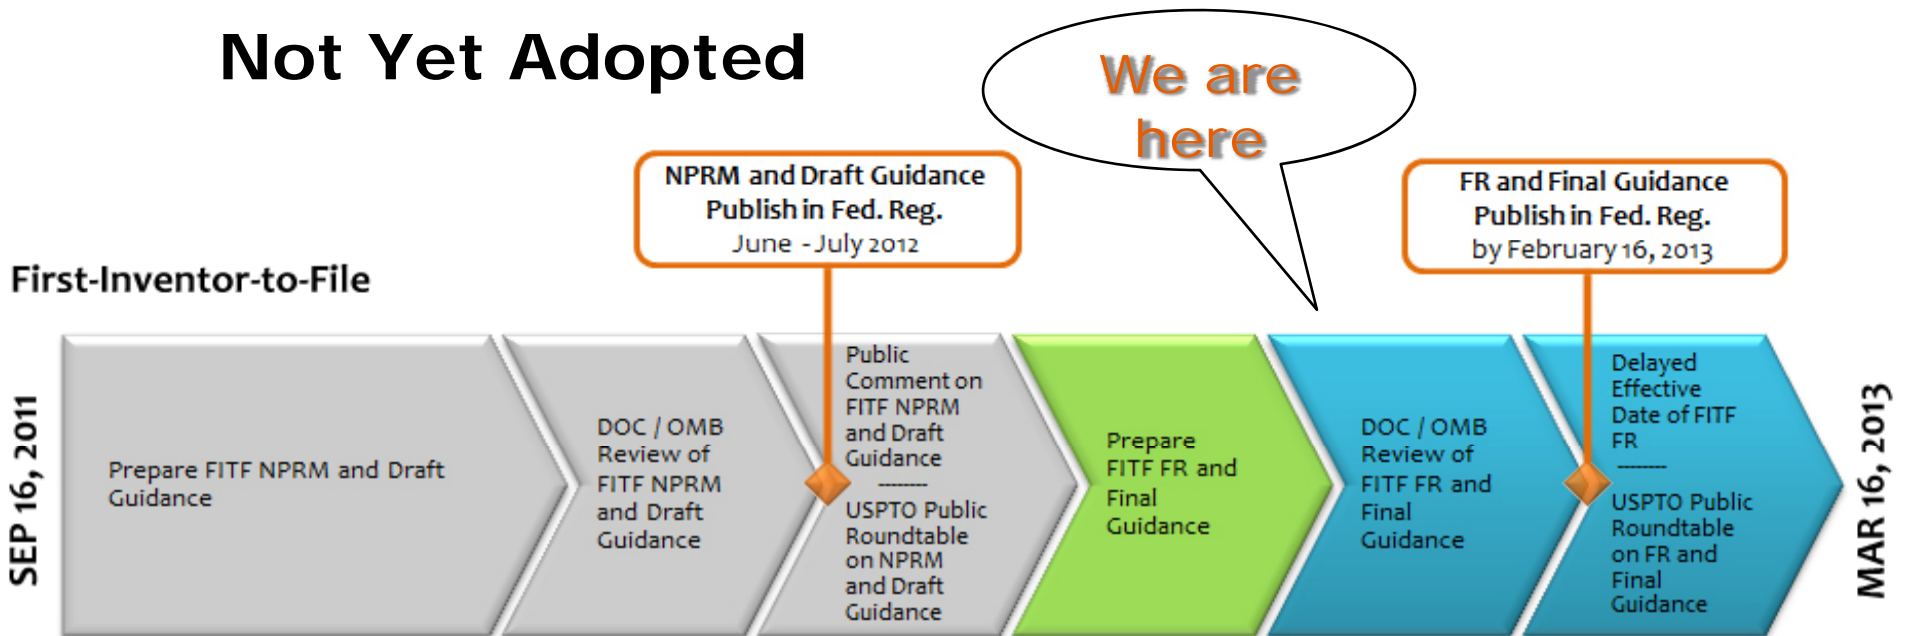 Not Yet Adopted
We are
here
NPRM and Draft Guidance
Publish in Fed. Reg.
June - July 2012
FR and Final Guidance
Publish in Fed. Reg.
by February 16, 2013
First-Inventor-to-File
SEP 16, 2011
Prepare FITF NPRM and Draft
Guidance
DOC / OMB
Review of
FITF NPRM
and Draft
Guidance
Public
Comment on
FITF NPRM
and Draft
Guidance
--------
USPTO Public
Roundtable
on NPRM
and Draft
Guidance
Prepare
FITF FR and
Final
Guidance
DOC / OMB
Review of
FITF FR and
Final
Guidance
Delayed
Effective
Date of FITF
FR
--------
USPTO Public
Roundtable
on FR and
Final
Guidance
MAR 16, 2013